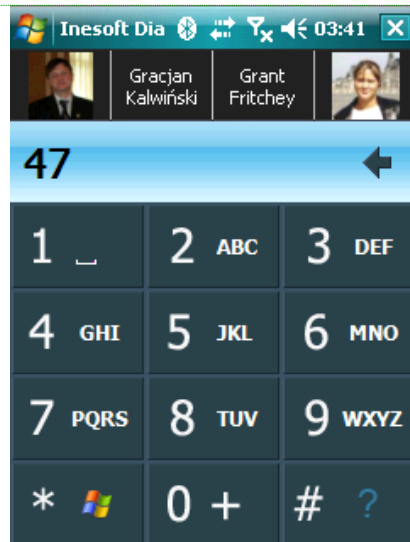 Inesoft Dia 03:41
Gracjan Kalwiński
Grant Fritchey
47
1 2 ABC 3 DEF
4 GHI 5 JKL 6 MNO
7 PQRS 8 TUV 9 WXYZ
* 0 + # ?